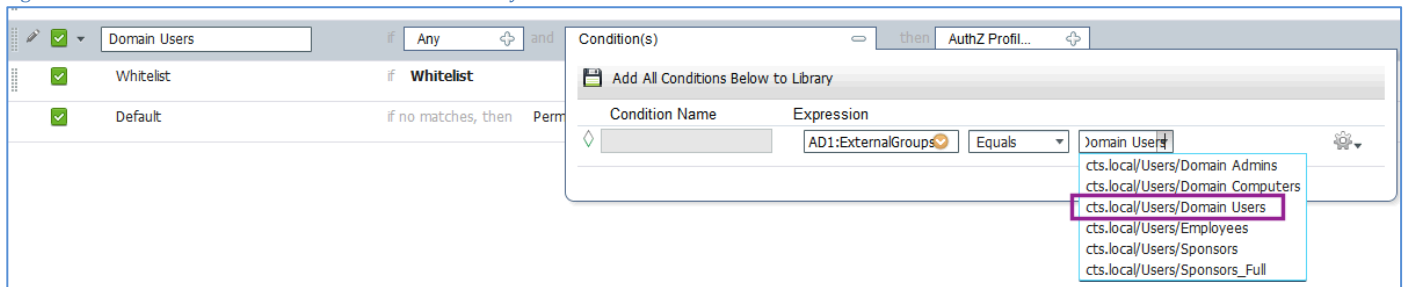 Domain Users if Any and Condition(s) then AuthZ Profil...
Whitelist if Whitelist
Add All Conditions Below to Library
Default if no matches, then Perm
Condition Name Expression
AD1:ExternalGroups Equals Domain Users
cts.local/Users/Domain Admins
cts.local/Users/Domain Computers
cts.local/Users/Domain Users
cts.local/Users/Employees
cts.local/Users/Sponsors
cts.local/Users/Sponsors_Full